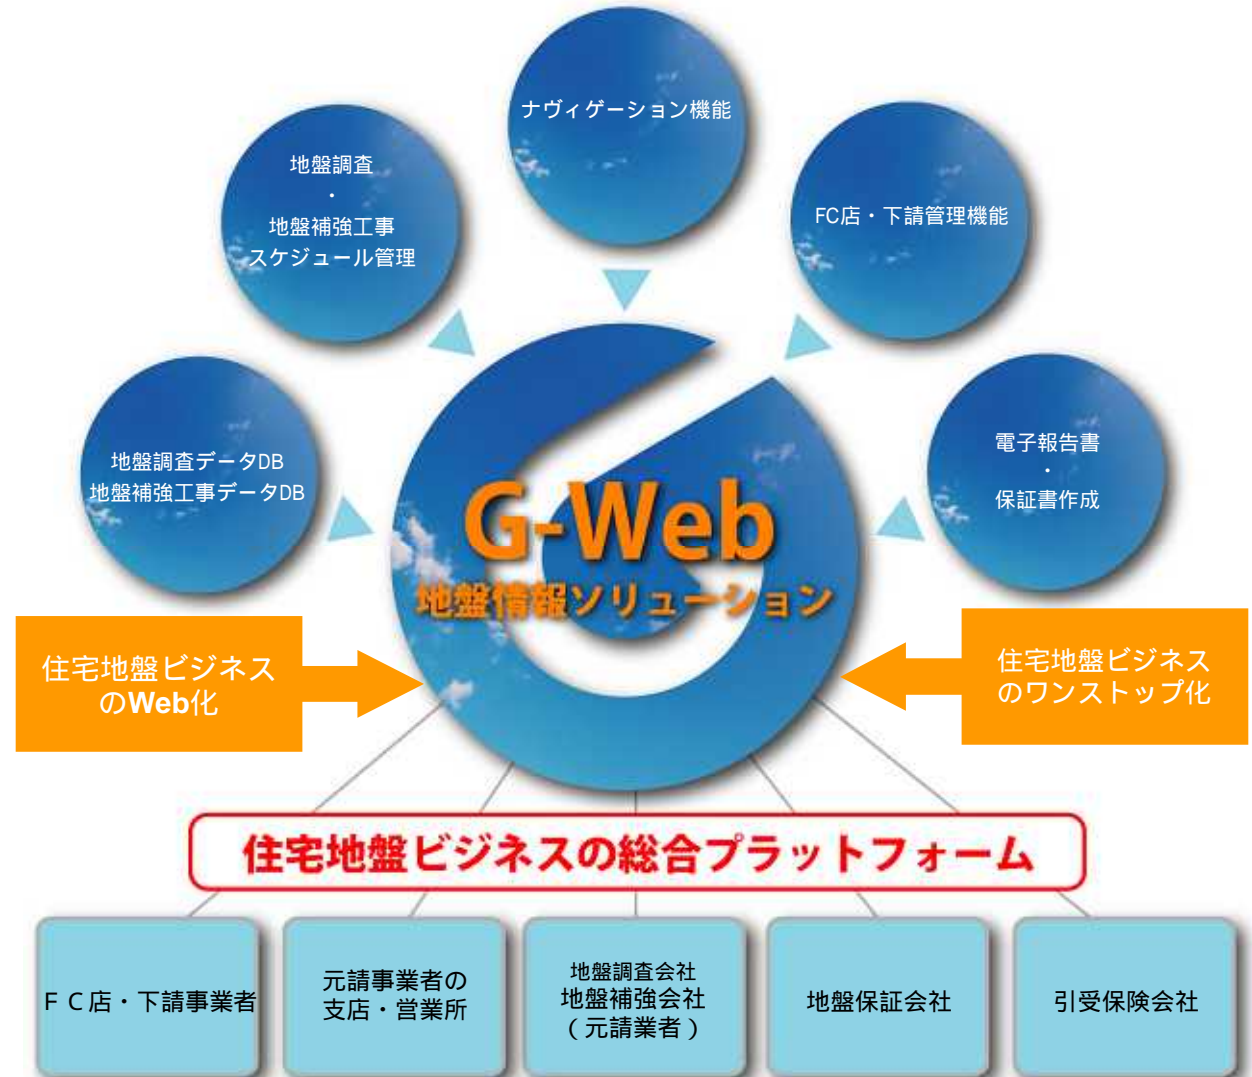 ナヴィゲーション機能
地盤調査
・
地盤補強工事
スケジュール管理
FC店・下請管理機能
地盤調査データDB
地盤補強工事データDB
電子報告書
・
保証書作成
G-Web
地盤情報ソリューション
住宅地盤ビジネス
のWeb化
住宅地盤ビジネス
のワンストップ化
住宅地盤ビジネスの総合プラットフォーム
ＦＣ店・下請事業者
元請事業者の
支店・営業所
地盤調査会社
地盤補強会社
（元請業者）
地盤保証会社
引受保険会社